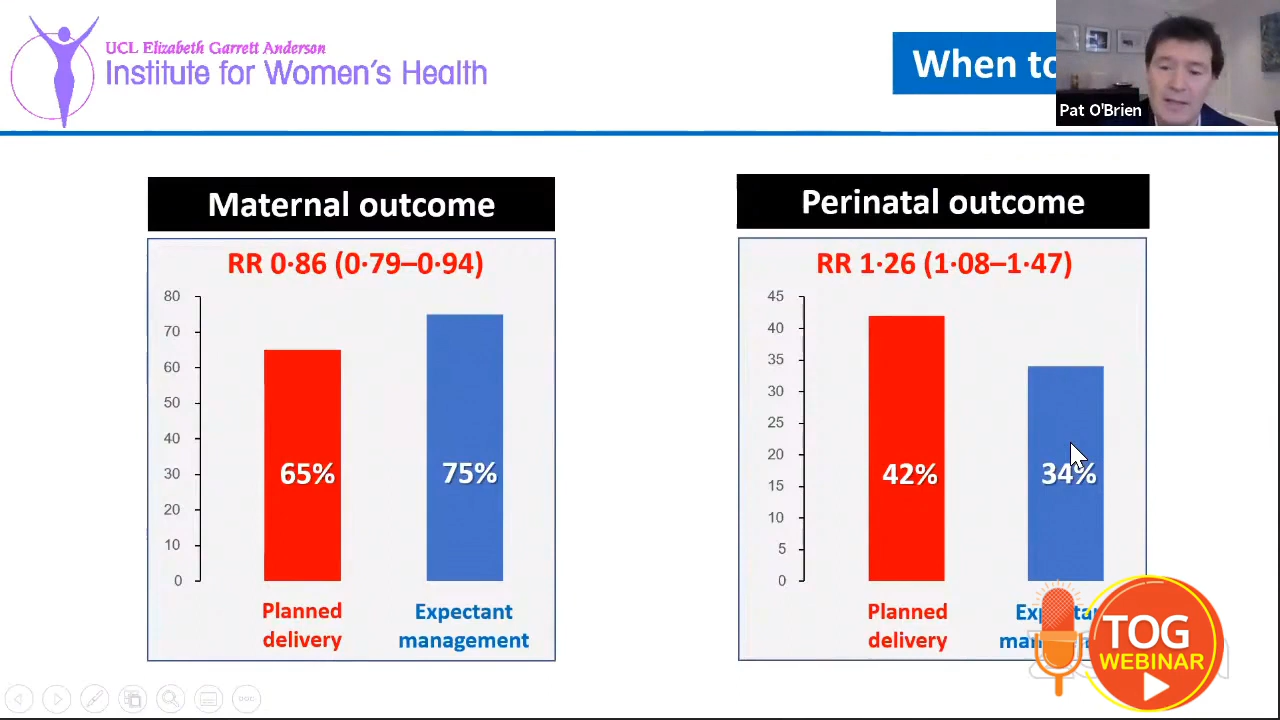 UCL Elizabeth Garrett Anderson
Institute for Women's Health
When to
Pat O'Brien
Maternal outcome
RR 0·86 (0·79–0·94)
80
70
60
50
40
30
20
10
0
65%
75%
Planned
delivery
Expectant
management
Perinatal outcome
RR 1·26 (1·08–1·47)
45
40
35
30
25
20
15
10
5
0
42%
34%
Planned
delivery
TOG
WEBINAR